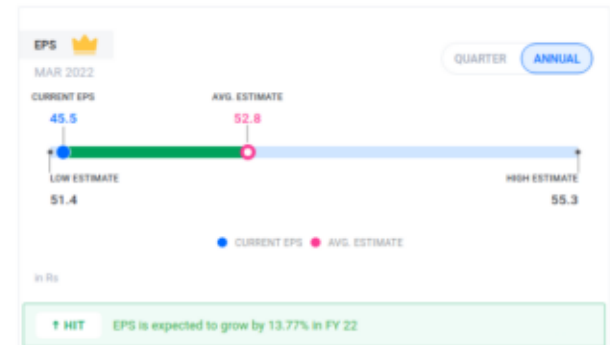 EPS
QUARTER ANNUAL
MAR 2022
CURRENT EPS AVG. ESTIMATE
45.5 52.8
LOW ESTIMATE HIGH ESTIMATE
51.4 55.3
CURRENT EPS AVG. ESTIMATE
in Rs
↑ HIT EPS is expected to grow by 13.77% in FY 22